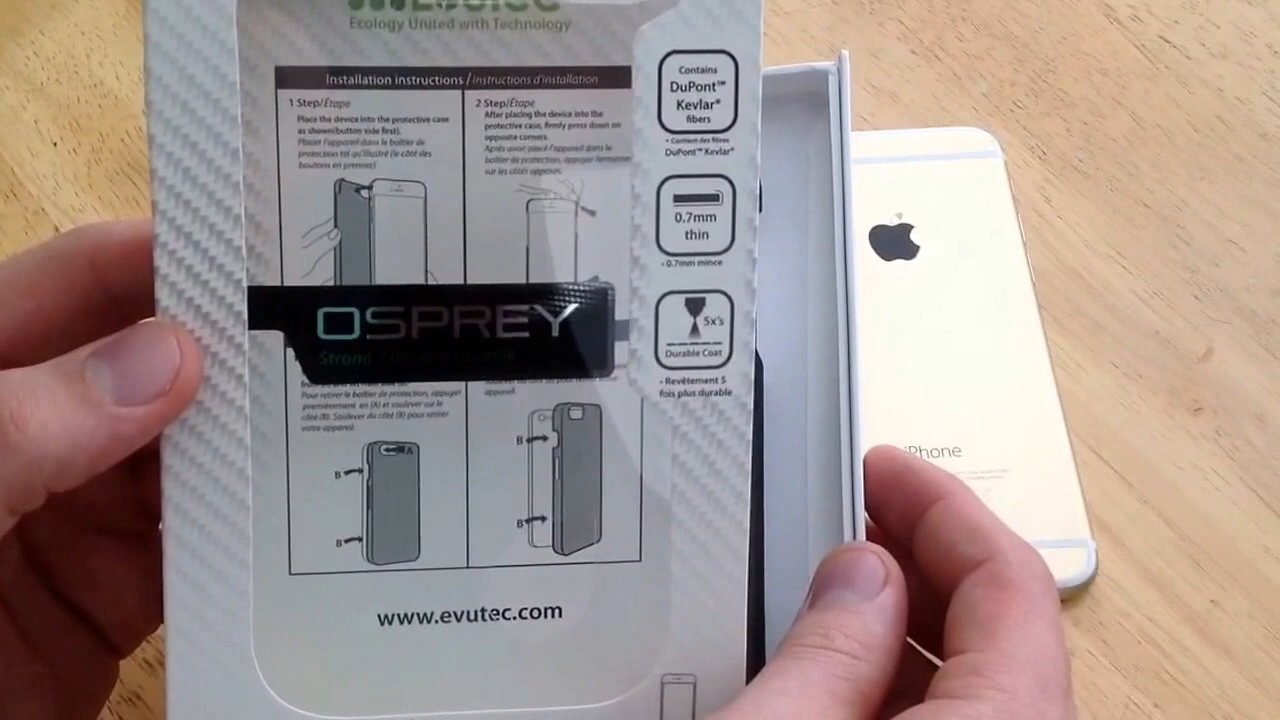 Ecology United with Technology
Installation instructions / Instructions d'installation
1 Step/Étape
Place the device into the protective case
as shown(button side first).
Placer l'appareil dans le boîtier de
protection tel qu'illustré (le côté des
boutons en premier)
2 Step/Étape
After placing the device into the
protective case, firmly press down on
opposite corners.
Après avoir placé l'appareil dans le
boîtier de protection, appuyer fermement
sur les côtés opposés.
Contains
DuPont™
Kevlar®
fibers
• Contient des fibres
DuPont™ Kevlar®
0.7mm
thin
• 0.7mm mince
5x's
Durable Coat
• Revêtement 5
fois plus durable
OSPREY
Strong.
Pour retirer le boîtier de protection, appuyer
premièrement en (A) et soulever sur le
côté (B). Soulever du côté (B) pour retirer
votre appareil.
appareil.
A
B
B
B
B
www.evutec.com
iPhone